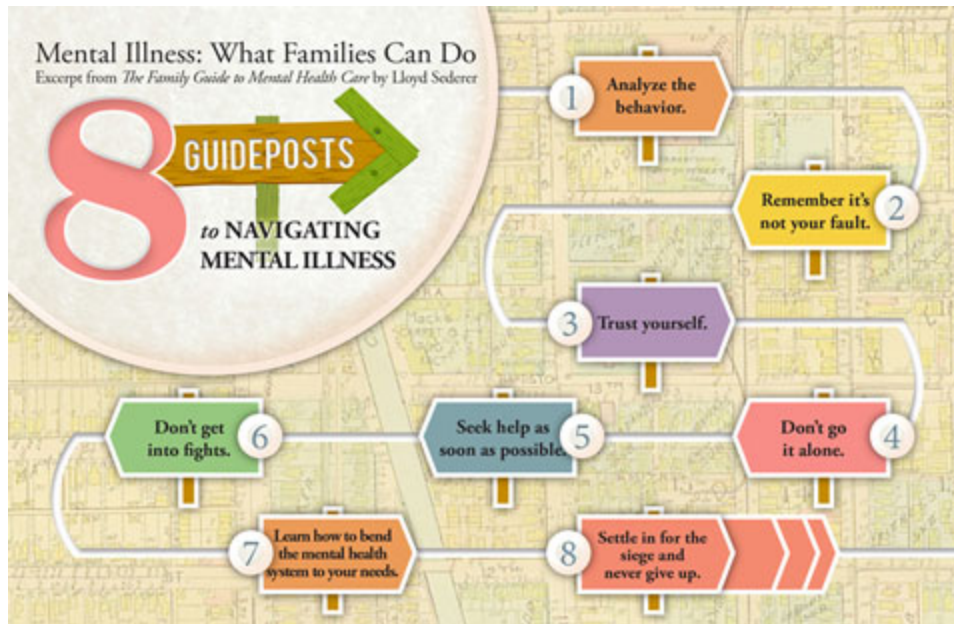 Mental Illness: What Families Can Do
Excerpt from The Family Guide to Mental Health Care by Lloyd Sederer
8
GUIDEPOSTS
to NAVIGATING
MENTAL ILLNESS
1
Analyze the
behavior.
2
Remember it's
not your fault.
3
Trust yourself.
4
Don't go
it alone.
5
Seek help as
soon as possible.
6
Don't get
into fights.
7
Learn how to bend
the mental health
system to your needs.
8
Settle in for the
siege and
never give up.